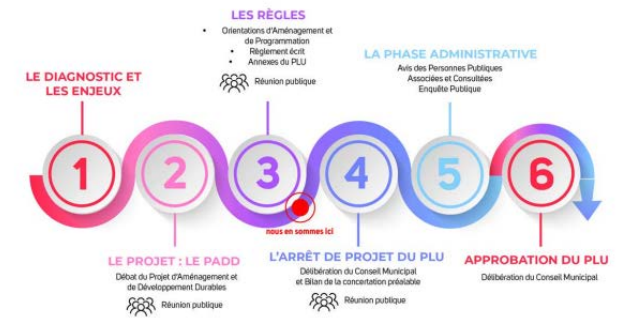 LES RÈGLES
• Orientations d'Aménagement et
de Programmation
• Règlement écrit
• Annexes du PLU
Réunion publique
LA PHASE ADMINISTRATIVE
Avis des Personnes Publiques
Associées et Consultées
Enquête Publique
LE DIAGNOSTIC ET
LES ENJEUX
1
2
3
4
5
6
nous en sommes ici
LE PROJET : LE PADD
Débat du Projet d'Aménagement et
de Développement Durables
Réunion publique
L'ARRÊT DE PROJET DU PLU
Délibération du Conseil Municipal
et Bilan de la concertation préalable
Réunion publique
APPROBATION DU PLU
Délibération du Conseil Municipal